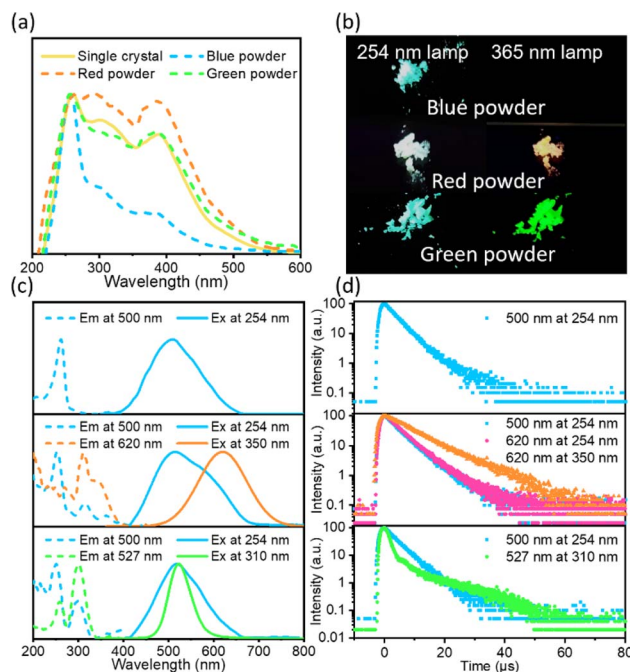 (a)
Single crystal
Blue powder
Red powder
Green powder
200 300 400 500 600
Wavelength (nm)
(b)
254 nm lamp 365 nm lamp
Blue powder
Red powder
Green powder
(c)
Em at 500 nm Ex at 254 nm
Em at 500 nm Ex at 254 nm
Em at 620 nm Ex at 350 nm
Em at 500 nm Ex at 254 nm
Em at 527 nm Ex at 310 nm
200 300 400 500 600 700 800
Wavelength (nm)
(d)
Intensity (a.u.)
100
10
1
0.1
500 nm at 254 nm
Intensity (a.u.)
100
10
1
0.1
500 nm at 254 nm
620 nm at 254 nm
620 nm at 350 nm
Intensity (a.u.)
100
10
1
0.1
0.01
500 nm at 254 nm
527 nm at 310 nm
0 20 40 60 80
Time (µs)